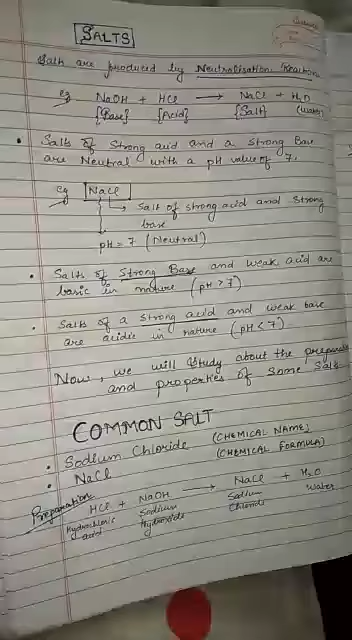 SALTS
Salts are produced by Neutralisation Reactions
eg NaOH + HCl → NaCl + H2O
{Base} {Acid} {Salt} (water)
• Salts of Strong acid and a Strong Base
are Neutral with a pH value of 7.
eg NaCl
→ Salt of strong acid and strong
base
pH = 7 (Neutral)
• Salts of Strong Base and weak acid are
basic in nature (pH > 7)
• Salts of a strong acid and weak base
are acidic in nature (pH < 7)
Now, we will study about the
and properties of some Salts
COMMON SALT
• Sodium Chloride (CHEMICAL NAME)
• NaCl (CHEMICAL FORMULA)
Preparation
HCl + NaOH → NaCl + H2O
Hydrochloric Sodium Sodium Water
acid Hydroxide Chloride